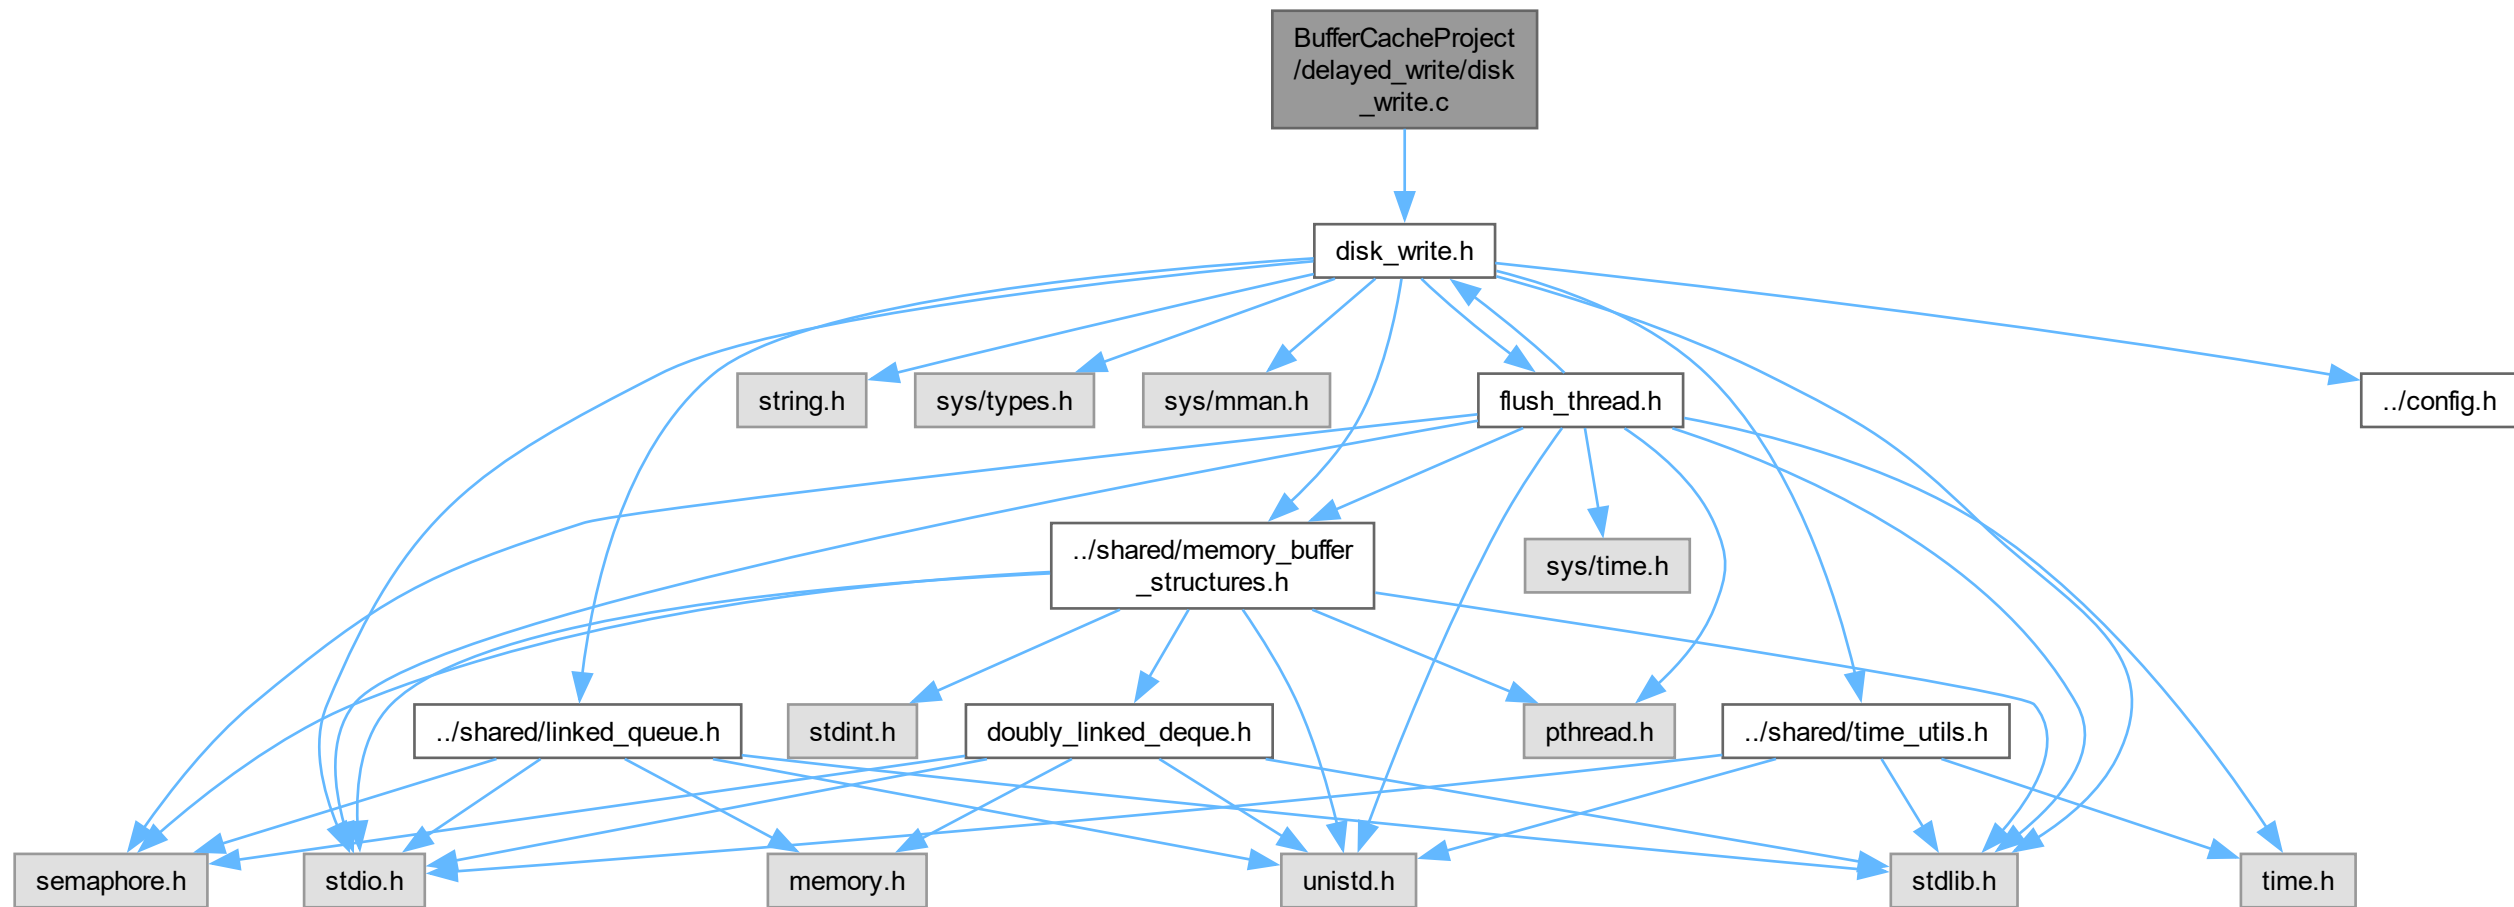 BufferCacheProject
/delayed_write/disk
_write.c
disk_write.h
string.h
sys/types.h
sys/mman.h
flush_thread.h
../config.h
../shared/memory_buffer
_structures.h
sys/time.h
../shared/linked_queue.h
stdint.h
doubly_linked_deque.h
pthread.h
../shared/time_utils.h
semaphore.h
stdio.h
memory.h
unistd.h
stdlib.h
time.h